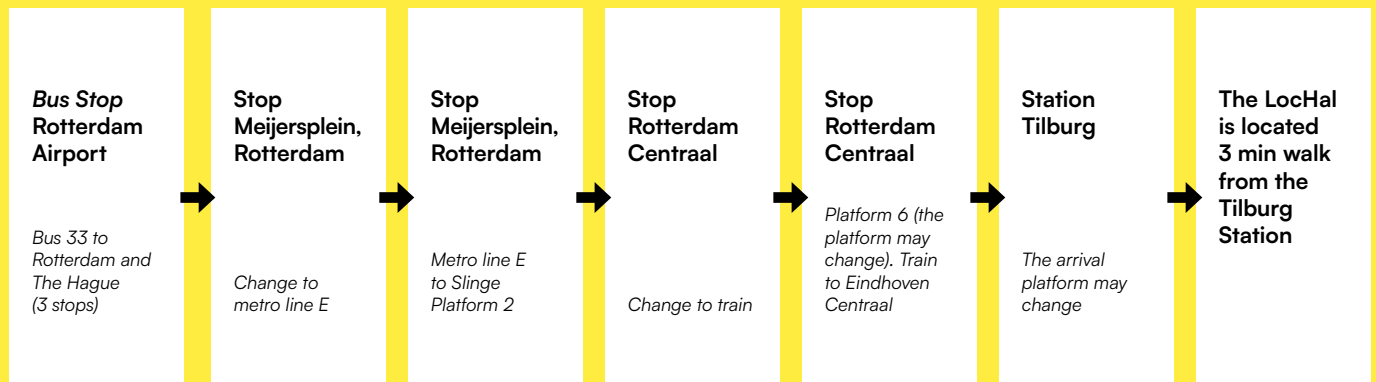 Bus Stop
Rotterdam
Airport
Bus 33 to
Rotterdam and
The Hague
(3 stops)
Stop
Meijersplein,
Rotterdam
Change to
metro line E
Stop
Meijersplein,
Rotterdam
Metro line E
to Slinge
Platform 2
Stop
Rotterdam
Centraal
Change to train
Stop
Rotterdam
Centraal
Platform 6 (the
platform may
change). Train
to Eindhoven
Centraal
Station
Tilburg
The arrival
platform may
change
The LocHal
is located
3 min walk
from the
Tilburg
Station